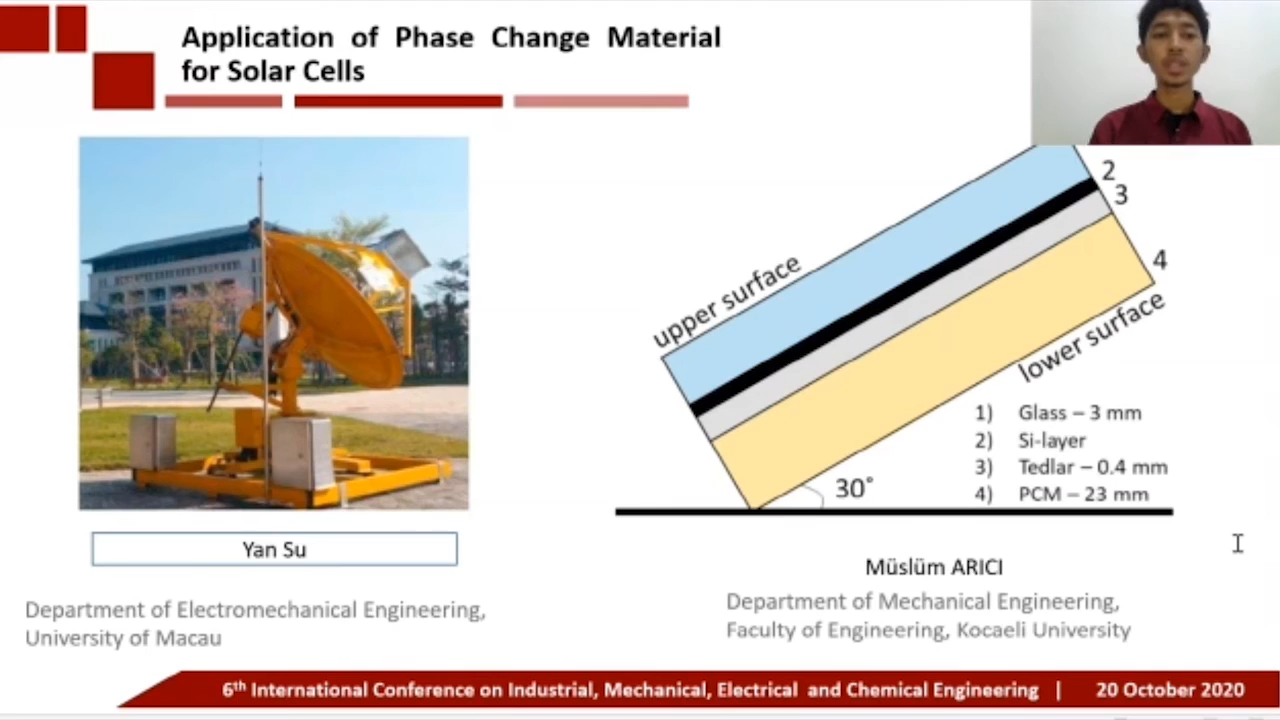 Application of Phase Change Material
for Solar Cells
2
3
4
upper surface
lower surface
1) Glass – 3 mm
2) Si-layer
3) Tedlar – 0.4 mm
4) PCM – 23 mm
30°
Yan Su
Department of Electromechanical Engineering,
University of Macau
Müslüm ARICI
Department of Mechanical Engineering,
Faculty of Engineering, Kocaeli University
6th International Conference on Industrial, Mechanical, Electrical and Chemical Engineering | 20 October 2020